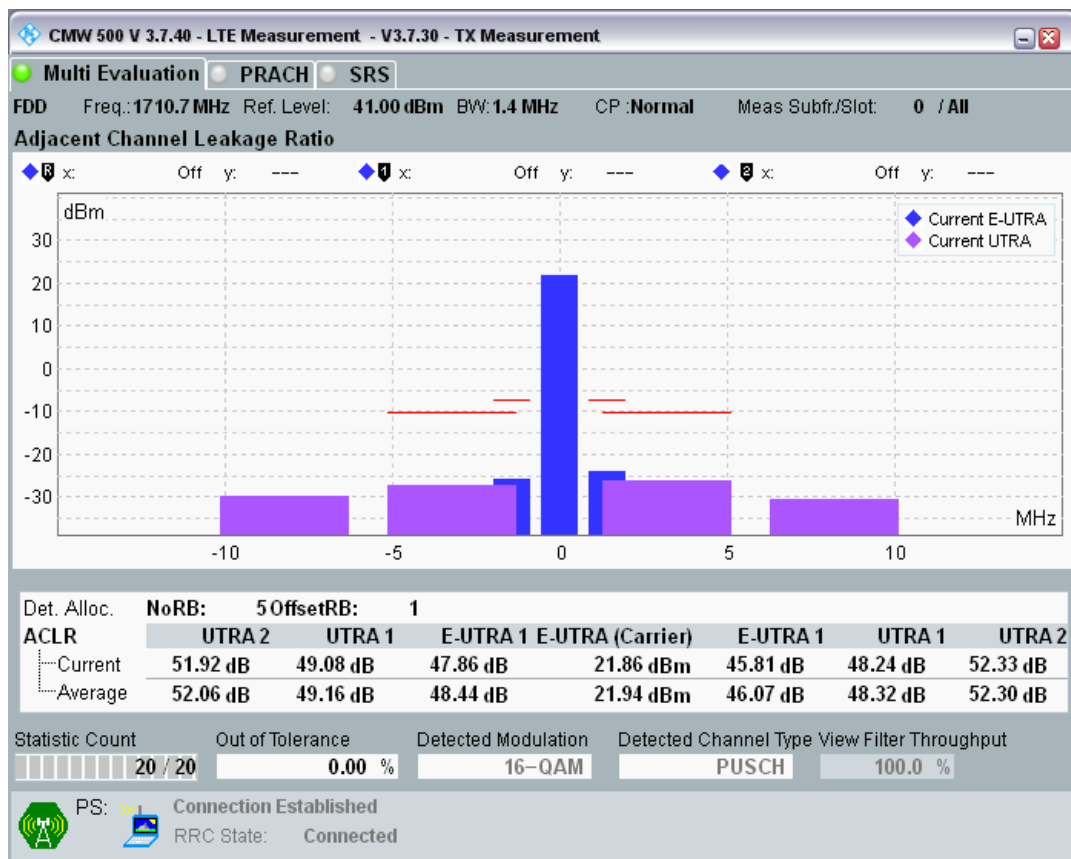 CMW 500 V 3.7.40 - LTE Measurement - V3.7.30 - TX Measurement
Multi Evaluation PRACH SRS
FDD Freq.:1710.7 MHz Ref. Level: 41.00 dBm BW:1.4 MHz CP :Normal Meas Subfr./Slot: 0 / All
Adjacent Channel Leakage Ratio
R x: Off y: --- 1 x: Off y: --- 2 x: Off y: ---
dBm
Current E-UTRA
Current UTRA
30
20
10
0
-10
-20
-30
MHz
-10 -5 0 5 10
Det. Alloc. NoRB: 5 OffsetRB: 1
ACLR UTRA 2 UTRA 1 E-UTRA 1 E-UTRA (Carrier) E-UTRA 1 UTRA 1 UTRA 2
Current 51.92 dB 49.08 dB 47.86 dB 21.86 dBm 45.81 dB 48.24 dB 52.33 dB
Average 52.06 dB 49.16 dB 48.44 dB 21.94 dBm 46.07 dB 48.32 dB 52.30 dB
Statistic Count Out of Tolerance Detected Modulation Detected Channel Type View Filter Throughput
20 / 20 0.00 % 16-QAM PUSCH 100.0 %
PS: Connection Established
RRC State: Connected